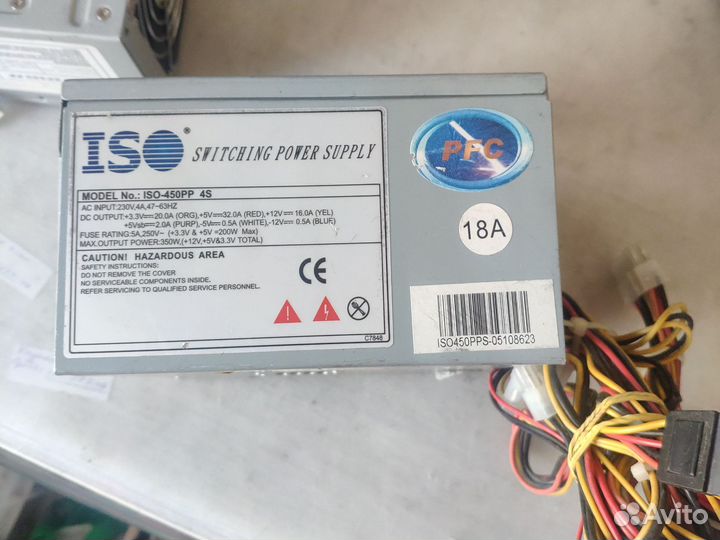 ISO® SWITCHING POWER SUPPLY
MODEL No.: ISO-450PP 4S
AC INPUT:230V,4A,47~63HZ
DC OUTPUT:+3.3V⎓20.0A (ORG),+5V⎓32.0A (RED),+12V⎓16.0A (YEL)
+5Vsb⎓2.0A (PURP),-5V⎓0.5A (WHITE),-12V⎓0.5A (BLUE)
FUSE RATING:5A,250V~ (+3.3V & +5V =200W Max)
MAX.OUTPUT POWER:350W,(+12V,+5V&3.3V TOTAL)
CAUTION! HAZARDOUS AREA
SAFETY INSTRUCTIONS:
DO NOT REMOVE THE COVER
NO SERVICEABLE COMPONENTS INSIDE.
REFER SERVICING TO QUALIFIED SERVICE PERSONNEL.
CE
C7846
PFC
18A
ISO450PPS-05108623
Avito